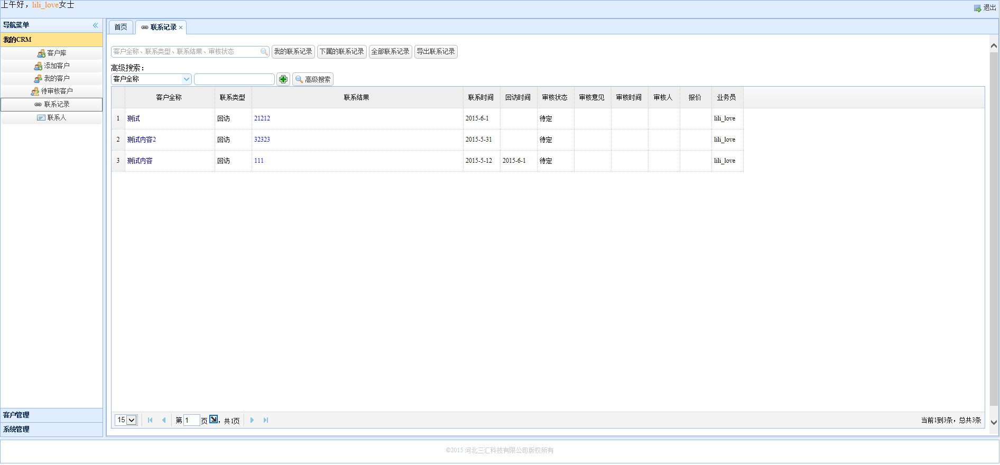 上午好，lili_love女士
退出
导航菜单
我的CRM
客户库
添加客户
我的客户
待审核客户
联系记录
联系人
客户管理
系统管理
首页 联系记录
客户全称、联系类型、联系结果、审核状态 我的联系记录 下属的联系记录 全部联系记录 导出联系记录
高级搜索：
客户全称 高级搜索
客户全称 联系类型 联系结果 联系时间 回访时间 审核状态 审核意见 审核时间 审核人 报价 业务员
1 测试 回访 21212 2015-6-1 待定 lili_love
2 测试内容2 回访 32323 2015-5-31 待定 lili_love
3 测试内容 回访 111 2015-5-12 2015-6-1 待定 lili_love
15 第 1 页 ，共1页 当前1到3条，总共3条
©2015 河北三汇科技有限公司版权所有